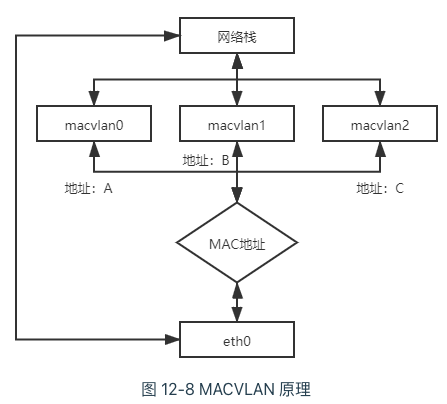 网络栈
macvlan0
macvlan1
macvlan2
地址：B
地址：A
地址：C
MAC地址
eth0
图 12-8 MACVLAN 原理